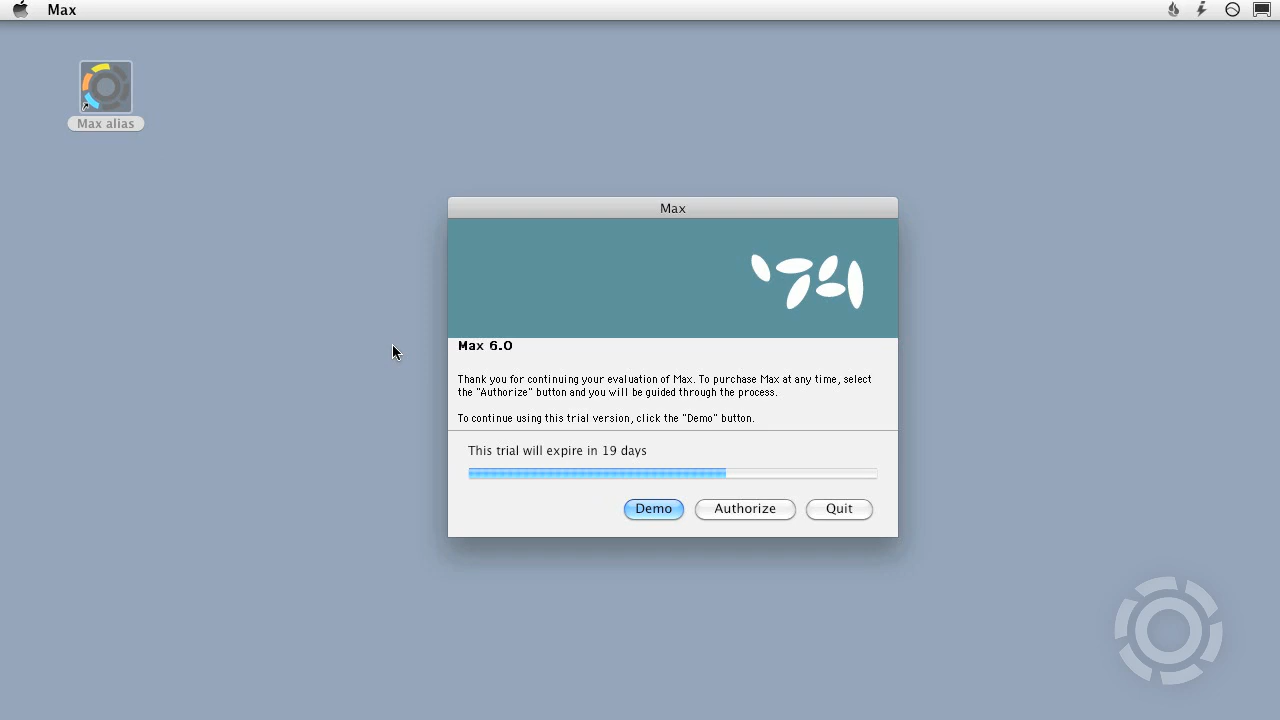 Max
Max alias
Max
Max 6.0
Thank you for continuing your evaluation of Max. To purchase Max at any time, select
the "Authorize" button and you will be guided through the process.
To continue using this trial version, click the "Demo" button.
This trial will expire in 19 days
Demo
Authorize
Quit